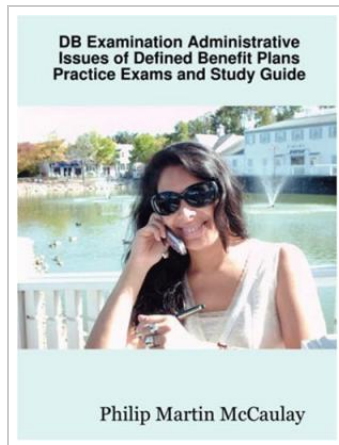 DB Examination Administrative
Issues of Defined Benefit Plans
Practice Exams and Study Guide
Philip Martin McCaulay